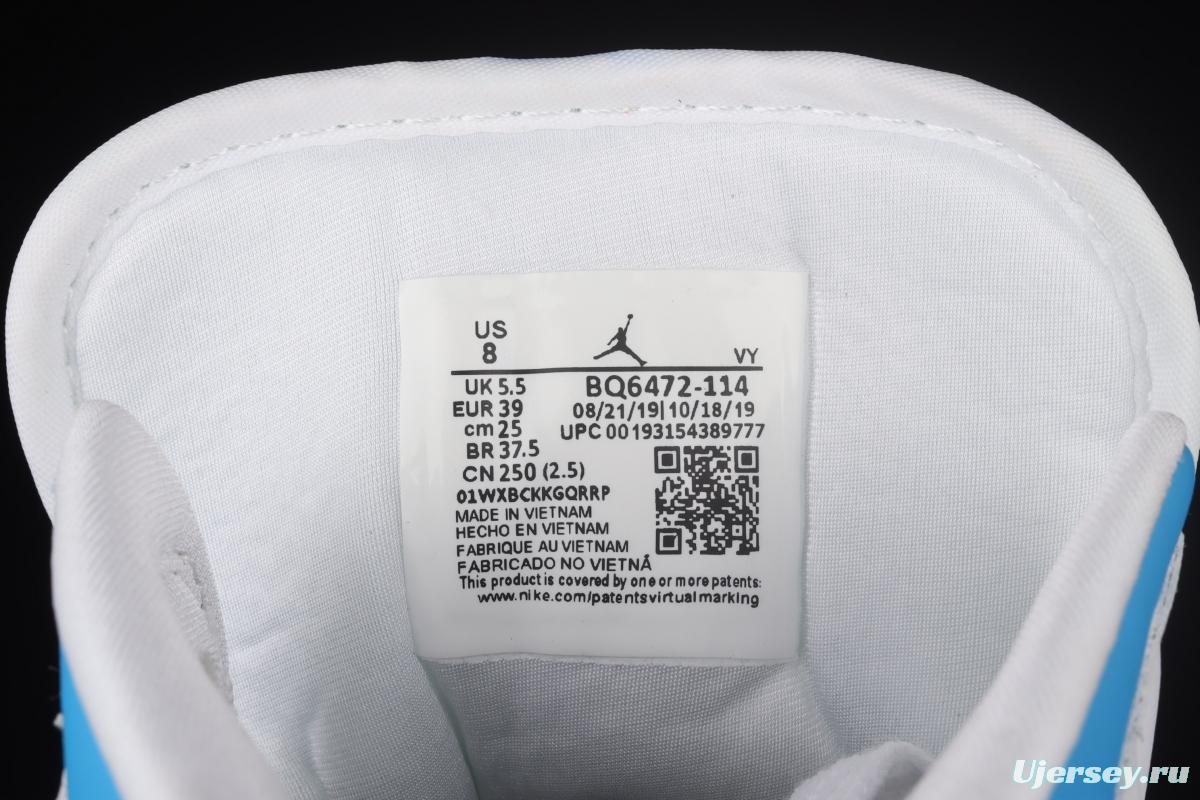 US
8
VY
UK 5.5
BQ6472-114
EUR 39
08/21/19|10/18/19
cm 25
UPC 00193154389777
BR 37.5
CN 250 (2.5)
01WXBCKKGQRRP
MADE IN VIETNAM
HECHO EN VIETNAM
FABRIQUE AU VIETNAM
FABRICADO NO VIETNÃ
This product is covered by one or more patents:
www.nike.com/patentsvirtualmarking
Ujersey.ru